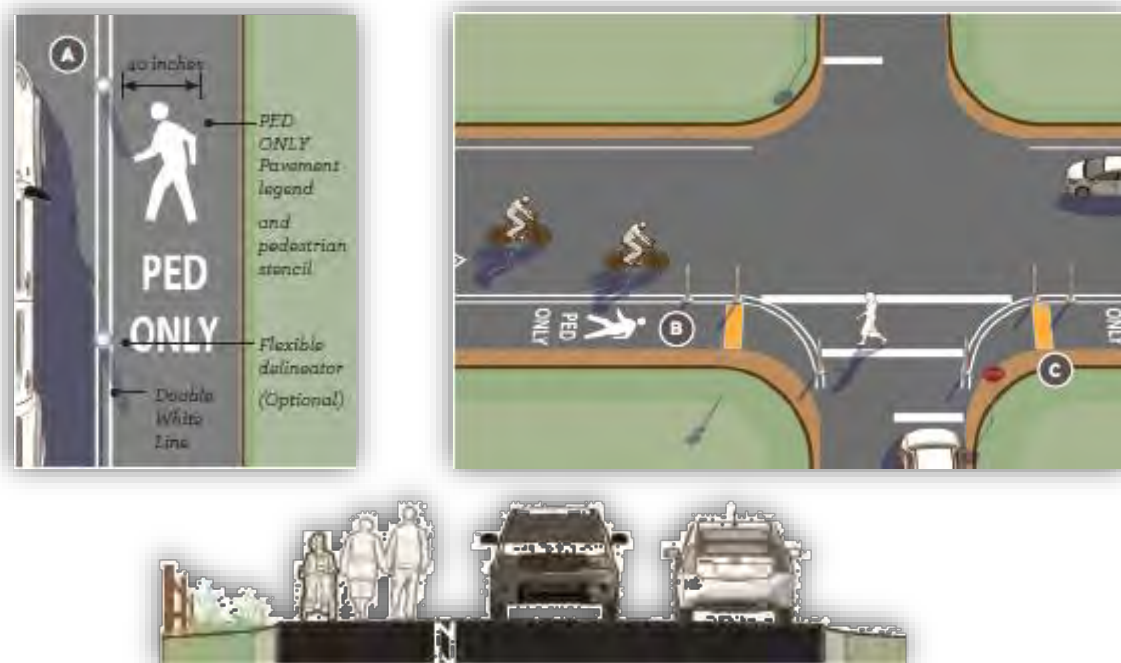 A
40 inches
PED
ONLY
Pavement
legend
and
pedestrian
stencil
PED
ONLY
Flexible
delineator
(Optional)
Double
White
Line
PED
ONLY
B
ONLY
C